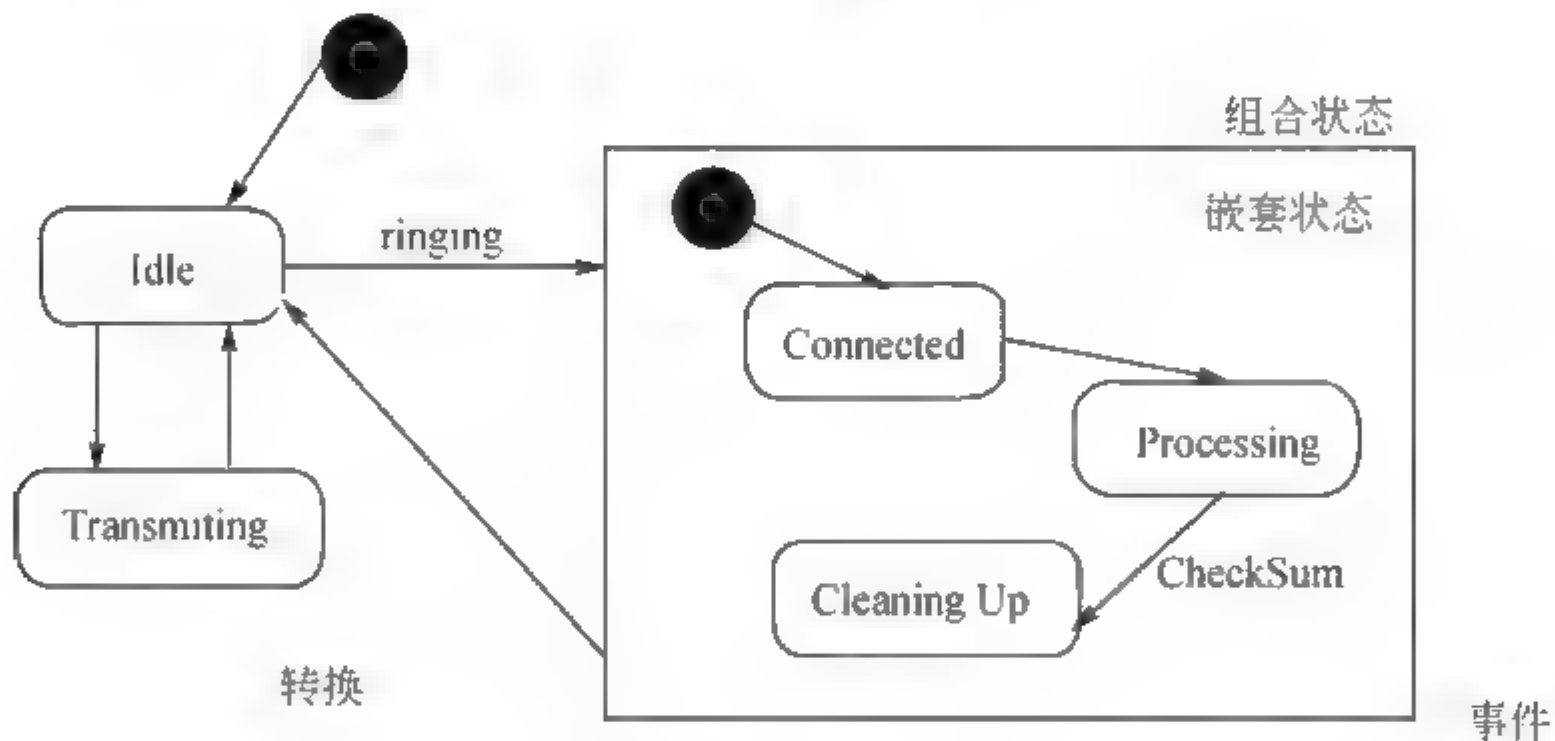 组合状态
嵌套状态
ringing
Idle
Connected
Processing
Transmiting
CheckSum
Cleaning Up
转换
事件